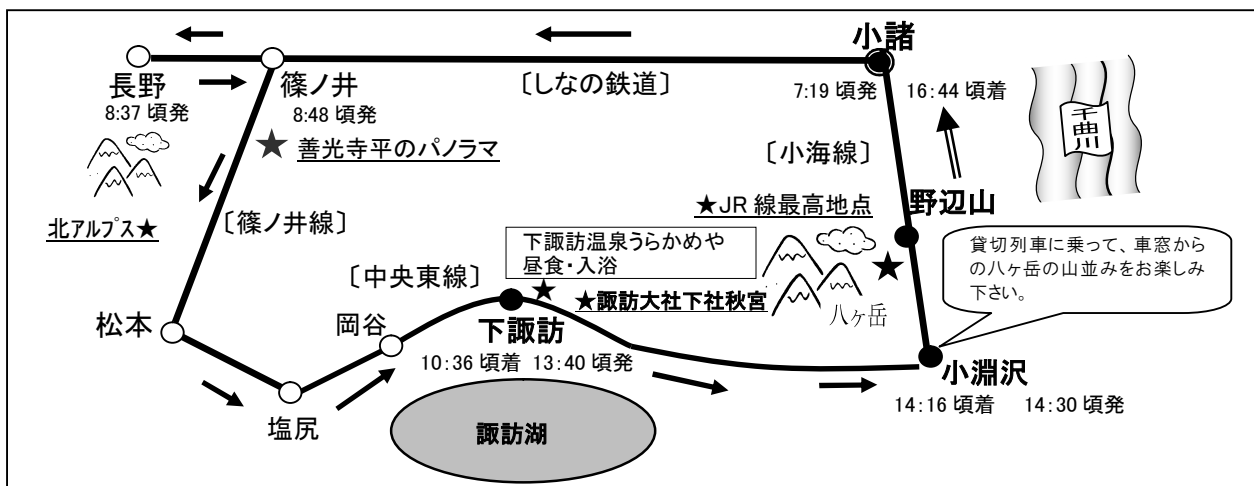 小諸
長野
篠ノ井
〔しなの鉄道〕
7:19 頃発
16:44 着
8:37 頃発
8:48 頃発
千曲川
★善光寺平のパノラマ
〔小海線〕
★JR 線最高地点
野辺山
北アルプス★
〔篠ノ井線〕
下諏訪温泉うらかめや
昼食・入浴
貸切列車に乗って、車窓から
の八ヶ岳の山並みをお楽しみ
下さい。
〔中央東線〕
★
★諏訪大社下社秋宮
★
八ヶ岳
松本
岡谷
下諏訪
10:36 頃着 13:40 頃発
小淵沢
14:16 頃着 14:30 頃発
塩尻
諏訪湖